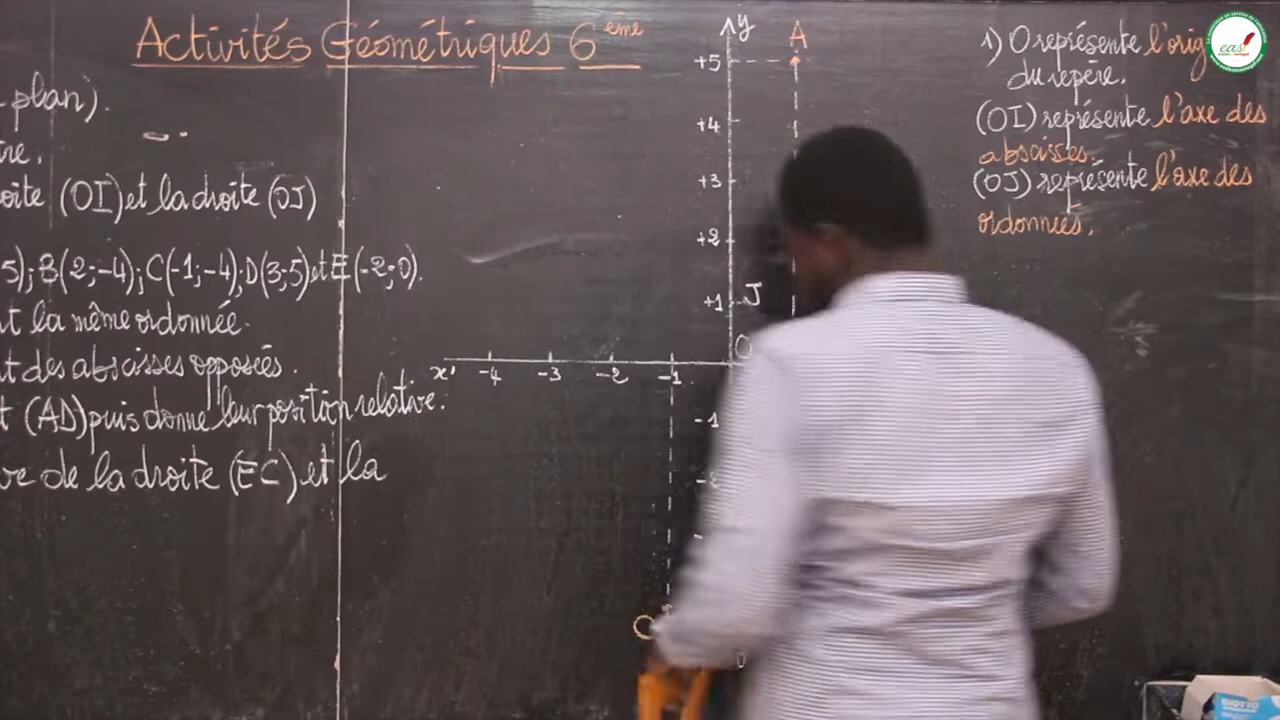 Activités Géométriques 6ème
plan).
tre.
oite (OI) et la droite (OJ)
5); B(2;-4); C(-1;-4); D(3;5) et E(-2;0).
t la même ordonnée.
t des abscisses opposées.
t (AD) puis donne leur position relative.
ve de la droite (EC) et la
y
A
+5
+4
+3
+2
+1 J
O
x' -4 -3 -2 -1
-1
C
1) O représente l'orig
du repère.
(OI) représente l'axe des
abscisses.
(OJ) représente l'axe des
ordonnées.
eas
BIOTTO